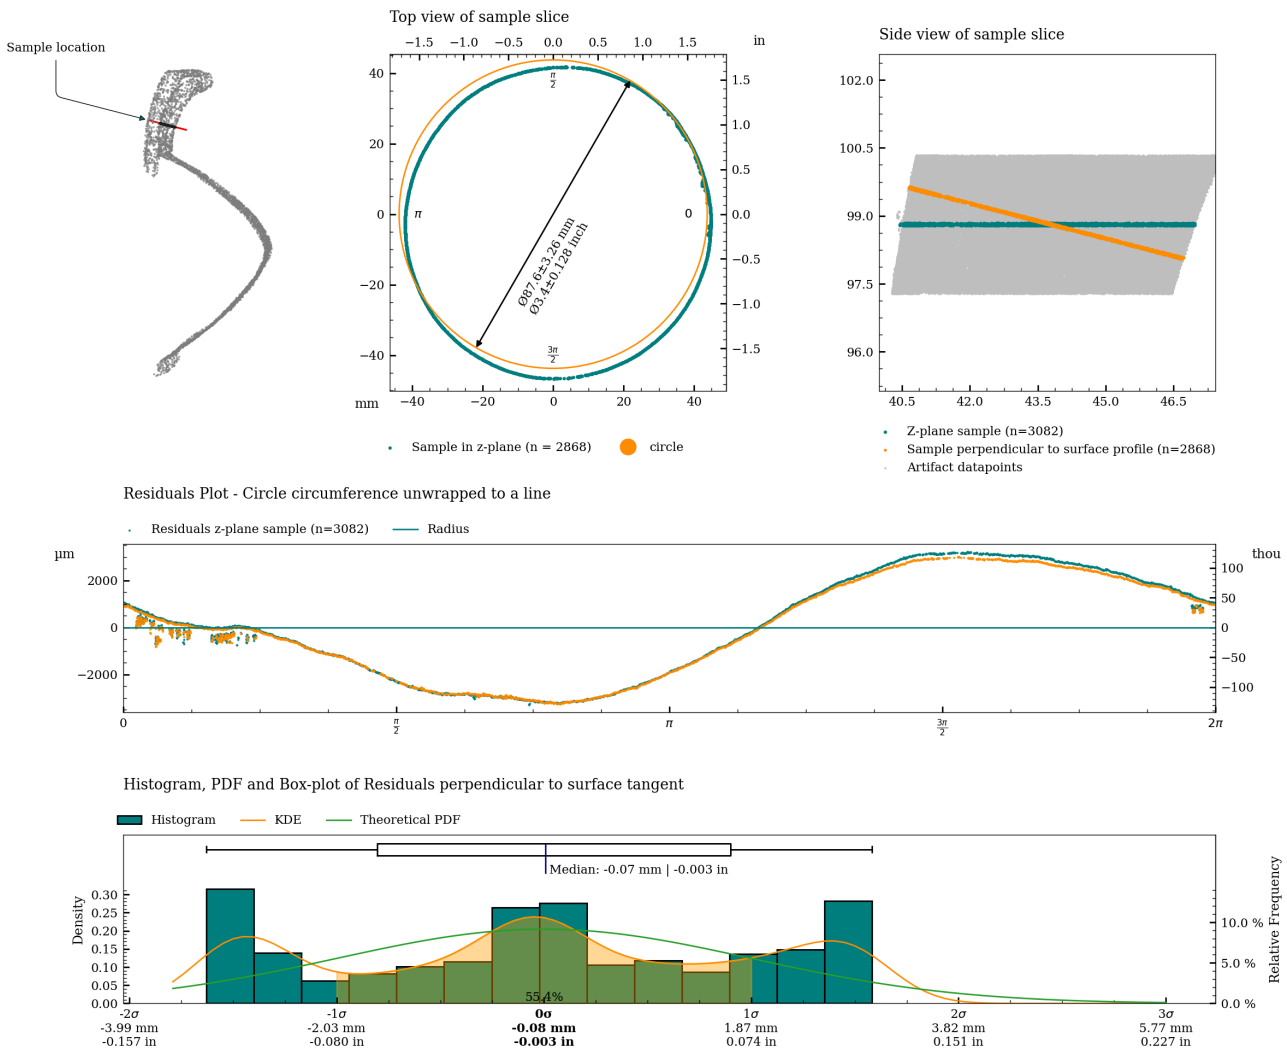 Sample location
Top view of sample slice
−1.5 −1.0 −0.5 0.0 0.5 1.0 1.5 in
40 20 0 −20 −40
1.5 1.0 0.5 0.0 −0.5 −1.0 −1.5
π/2
π
0
3π/2
Ø87.6±3.26 mm
Ø3.4±0.128 inch
mm −40 −20 0 20 40
Sample in z-plane (n = 2868) circle
Side view of sample slice
102.0
100.5
99.0
97.5
96.0
40.5 42.0 43.5 45.0 46.5
Z-plane sample (n=3082)
Sample perpendicular to surface profile (n=2868)
Artifact datapoints
Residuals Plot - Circle circumference unwrapped to a line
Residuals z-plane sample (n=3082) Radius
µm thou
2000 0 −2000
100 50 0 −50 −100
0 π/2 π 3π/2 2π
Histogram, PDF and Box-plot of Residuals perpendicular to surface tangent
Histogram KDE Theoretical PDF
Median: -0.07 mm | -0.003 in
Density
0.30 0.25 0.20 0.15 0.10 0.05 0.00
Relative Frequency
10.0 % 5.0 % 0.0 %
55.4%
-2σ -1σ 0σ 1σ 2σ 3σ
-3.99 mm -2.03 mm -0.08 mm 1.87 mm 3.82 mm 5.77 mm
-0.157 in -0.080 in -0.003 in 0.074 in 0.151 in 0.227 in